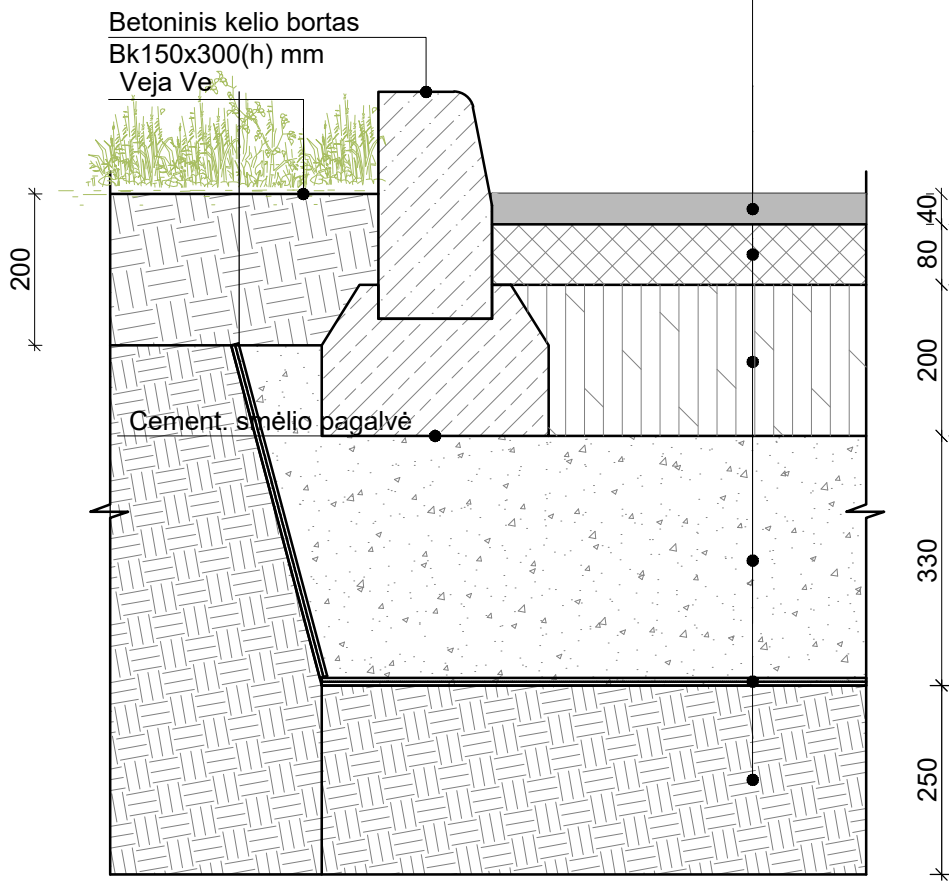 Betoninis kelio bortas
Bk150x300(h) mm
Veja Ve
200
Cement. smėlio pagalvė
40
80
200
330
250